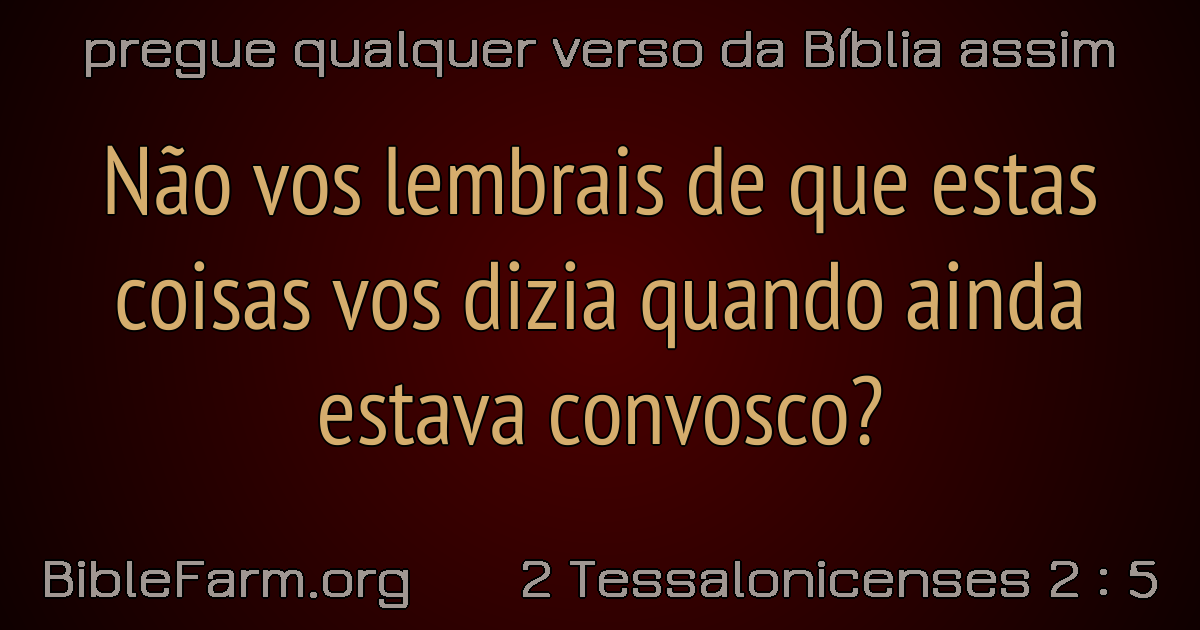 pregue qualquer verso da Bíblia assim
Não vos lembrais de que estas
coisas vos dizia quando ainda
estava convosco?
BibleFarm.org 2 Tessalonicenses 2 : 5